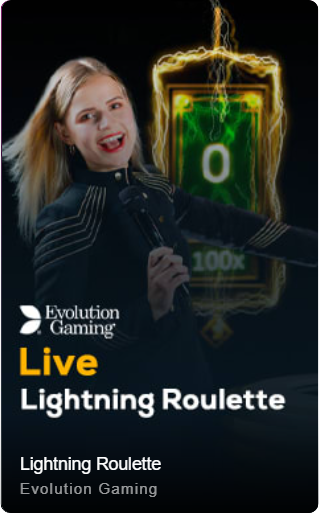 0
100x
Evolution
Gaming
Live
Lightning Roulette
Lightning Roulette
Evolution Gaming